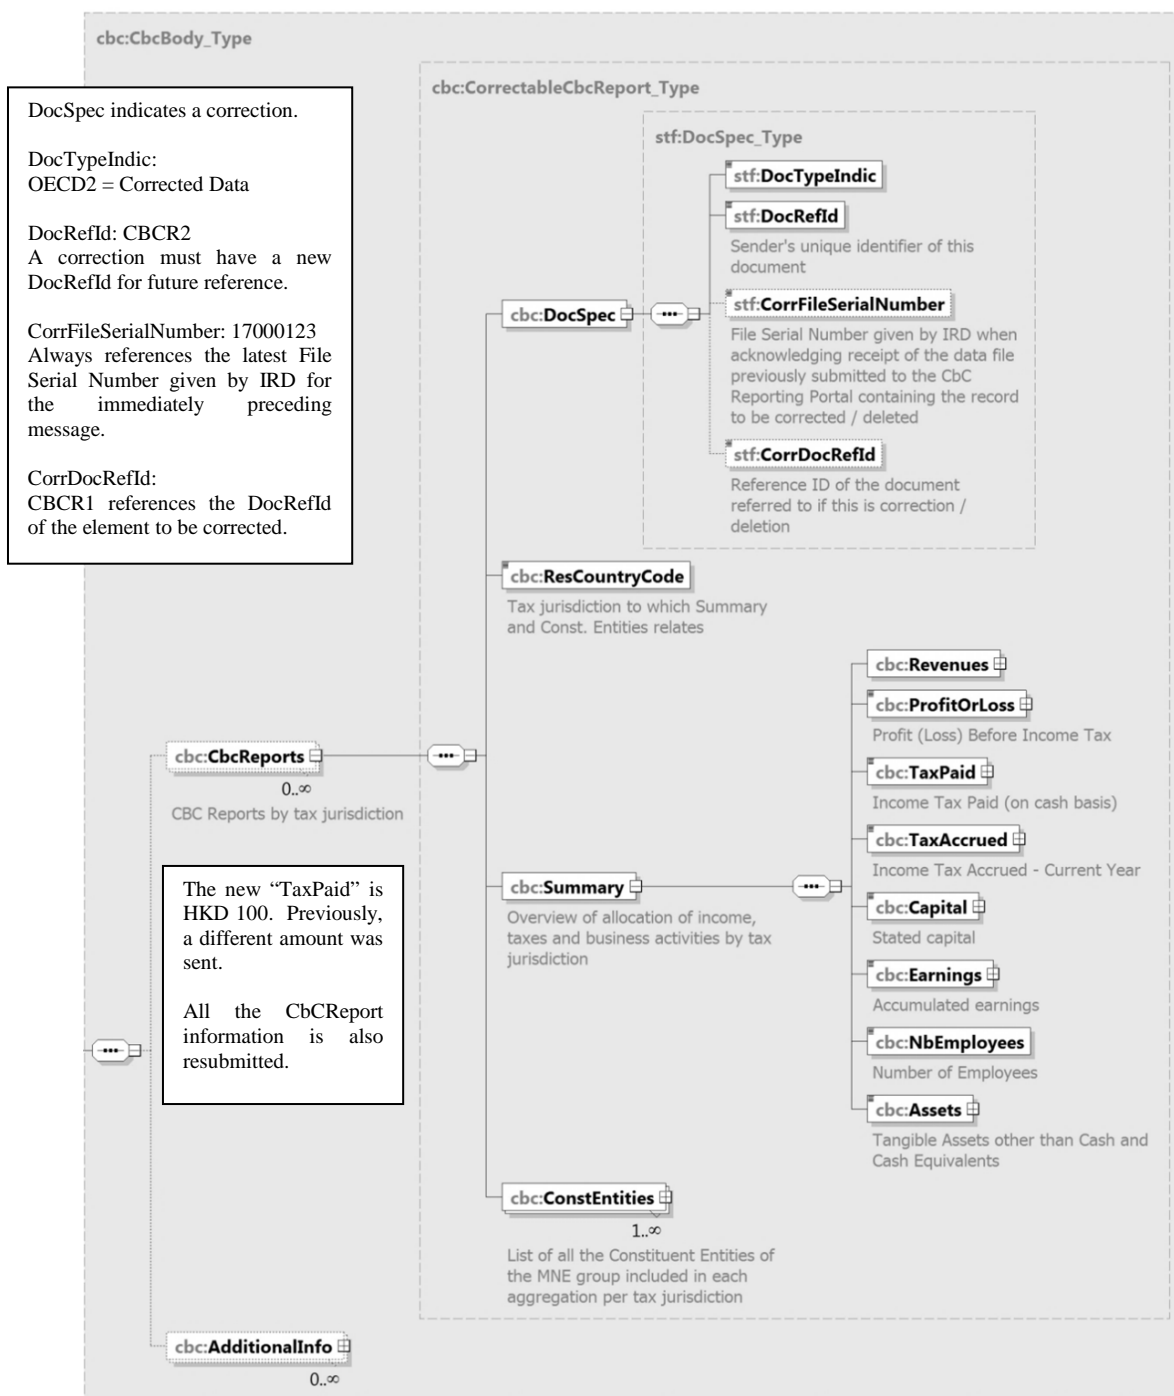 cbc:CbcBody_Type
cbc:CorrectableCbcReport_Type
DocSpec indicates a correction.
DocTypeIndic:
OECD2 = Corrected Data
DocRefId: CBCR2
A correction must have a new
DocRefId for future reference.
CorrFileSerialNumber: 17000123
Always references the latest File
Serial Number given by IRD for
the immediately preceding
message.
CorrDocRefId:
CBCR1 references the DocRefId
of the element to be corrected.
stf:DocSpec_Type
stf:DocTypeIndic
stf:DocRefId
Sender's unique identifier of this
document
stf:CorrFileSerialNumber
File Serial Number given by IRD when
acknowledging receipt of the data file
previously submitted to the CbC
Reporting Portal containing the record
to be corrected / deleted
stf:CorrDocRefId
Reference ID of the document
referred to if this is correction /
deletion
cbc:DocSpec
cbc:ResCountryCode
Tax jurisdiction to which Summary
and Const. Entities relates
cbc:CbcReports
0..∞
CBC Reports by tax jurisdiction
The new “TaxPaid” is
HKD 100. Previously,
a different amount was
sent.
All the CbCReport
information is also
resubmitted.
cbc:Summary
Overview of allocation of income,
taxes and business activities by tax
jurisdiction
cbc:Revenues
cbc:ProfitOrLoss
Profit (Loss) Before Income Tax
cbc:TaxPaid
Income Tax Paid (on cash basis)
cbc:TaxAccrued
Income Tax Accrued - Current Year
cbc:Capital
Stated capital
cbc:Earnings
Accumulated earnings
cbc:NbEmployees
Number of Employees
cbc:Assets
Tangible Assets other than Cash and
Cash Equivalents
cbc:ConstEntities
1..∞
List of all the Constituent Entities of
the MNE group included in each
aggregation per tax jurisdiction
cbc:AdditionalInfo
0..∞